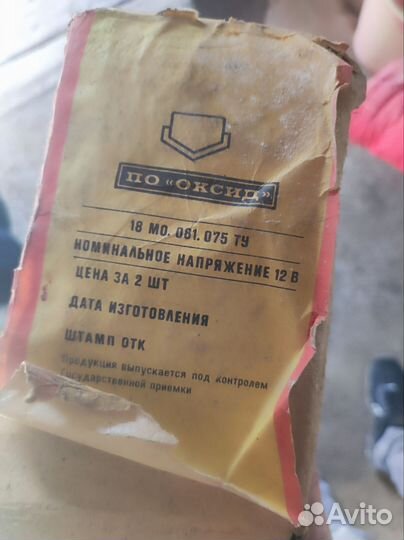 ПО «ОКСИД»
18 МО. 081. 075 ТУ
НОМИНАЛЬНОЕ НАПРЯЖЕНИЕ 12 В
ЦЕНА ЗА 2 ШТ
ДАТА ИЗГОТОВЛЕНИЯ
ШТАМП ОТК
Продукция выпускается под контролем
Государственной приемки
Avito